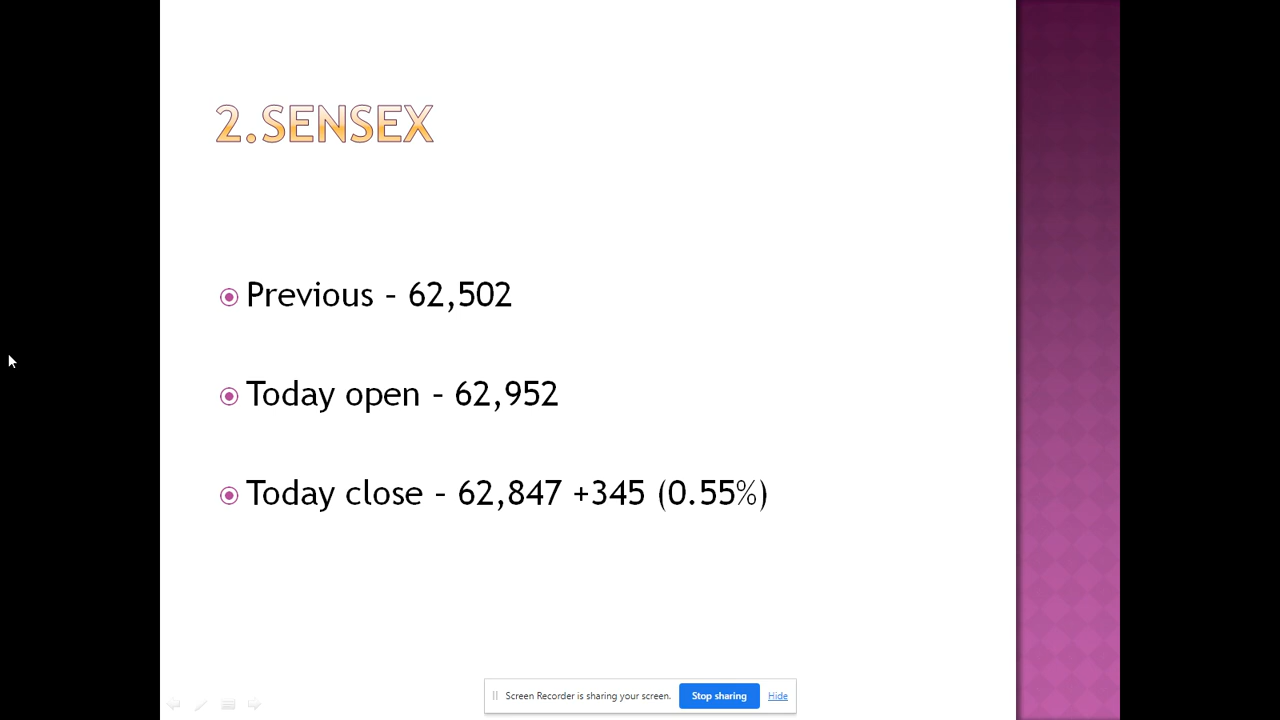 2.SENSEX
Previous - 62,502
Today open - 62,952
Today close - 62,847 +345 (0.55%)
Screen Recorder is sharing your screen. Stop sharing Hide